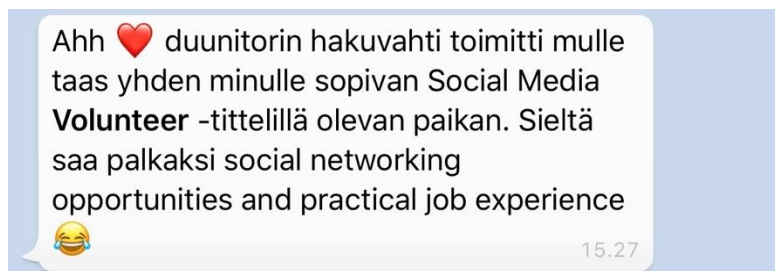 Ahh ❤️ duunitorin hakuvahti toimitti mulle
taas yhden minulle sopivan Social Media
Volunteer -tittelillä olevan paikan. Sieltä
saa palkaksi social networking
opportunities and practical job experience
😂
15.27